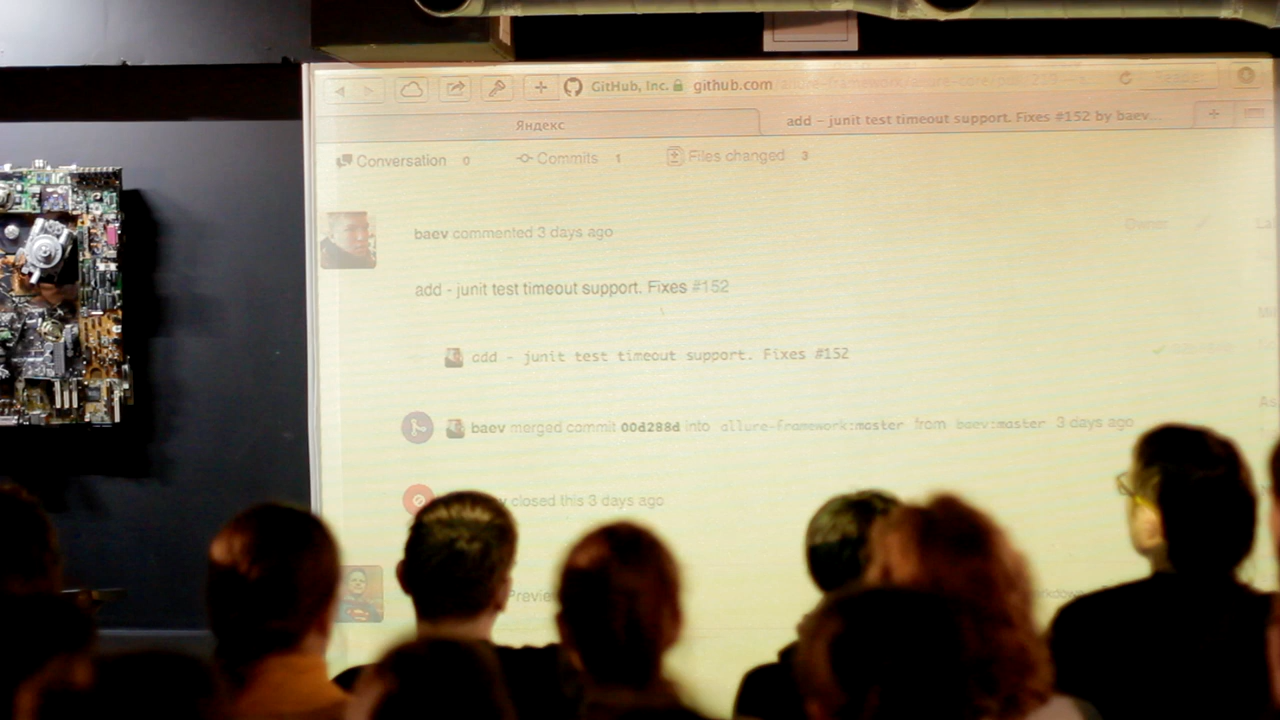 GitHub, Inc. github.com
Яндекс
add – junit test timeout support. Fixes #152 by baev...
Conversation 0
Commits 1
Files changed 3
baev commented 3 days ago
Owner
add - junit test timeout support. Fixes #152
add - junit test timeout support. Fixes #152
baev merged commit 00d288d into allure-framework:master from baev:master 3 days ago
closed this 3 days ago